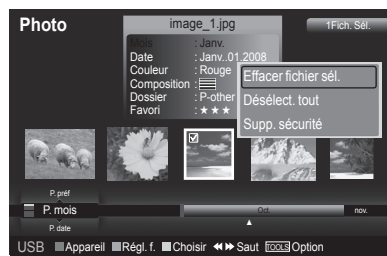 Photo
image_1.jpg
1Fich. Sél.
Mois : Janv.
Date : Janv..01.2008
Couleur : Rouge
Composition :
Dossier : P-other
Favori : ★★★
Effacer fichier sél.
Désélect. tout
Supp. sécurité
P. préf
P. mois
Oct.
nov.
P. date
USB Appareil Régl. f. Choisir Saut TOOLS Option